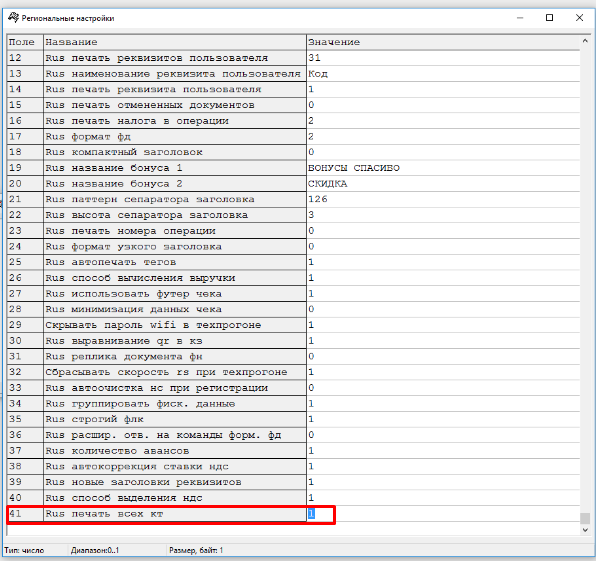 Региональные настройки
Поле Название Значение
12 Rus печать реквизитов пользователя 31
13 Rus наименование реквизита пользователя Код
14 Rus печать реквизита пользователя 1
15 Rus печать отмененных документов 0
16 Rus печать налога в операции 2
17 Rus формат фд 2
18 Rus компактный заголовок 0
19 Rus название бонуса 1 БОНУСЫ СПАСИБО
20 Rus название бонуса 2 СКИДКА
21 Rus паттерн сепаратора заголовка 126
22 Rus высота сепаратора заголовка 3
23 Rus печать номера операции 0
24 Rus формат узкого заголовка 0
25 Rus автопечать тегов 1
26 Rus способ вычисления выручки 1
27 Rus использовать футер чека 1
28 Rus минимизация данных чека 0
29 Скрывать пароль wifi в техпрогоне 1
30 Rus выравнивание qr в кз 1
31 Rus реплика документа фн 0
32 Сбрасывать скорость rs при техпрогоне 1
33 Rus автоочистка нс при регистрации 0
34 Rus группировать фиск. данные 1
35 Rus строгий флк 1
36 Rus расшир. отв. на команды форм. фд 0
37 Rus количество авансов 1
38 Rus автокоррекция ставки ндс 1
39 Rus новые заголовки реквизитов 1
40 Rus способ выделения ндс 1
41 Rus печать всех кт 1
Тип: число Диапазон:0..1 Размер, байт: 1